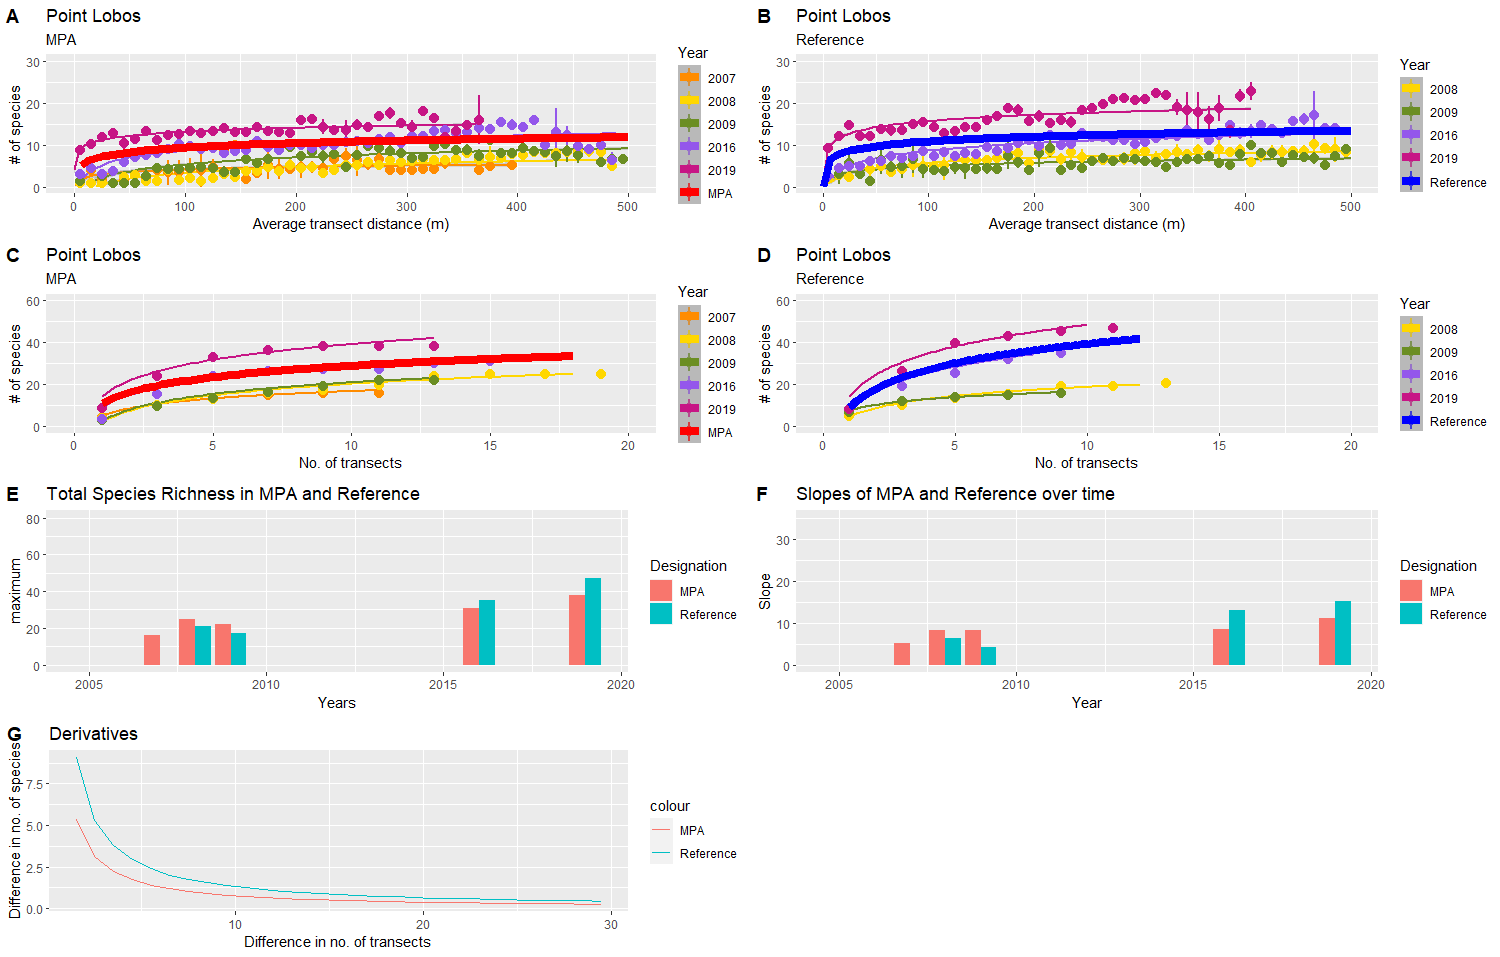 A
Point Lobos
MPA
# of species
30
20
10
0
0 100 200 300 400 500
Average transect distance (m)
Year
2007
2008
2009
2016
2019
MPA
B
Point Lobos
Reference
# of species
30
20
10
0
0 100 200 300 400 500
Average transect distance (m)
Year
2008
2009
2016
2019
Reference
C
Point Lobos
MPA
# of species
60
40
20
0
0 5 10 15 20
No. of transects
Year
2007
2008
2009
2016
2019
MPA
D
Point Lobos
Reference
# of species
60
40
20
0
0 5 10 15 20
No. of transects
Year
2008
2009
2016
2019
Reference
E
Total Species Richness in MPA and Reference
maximum
80
60
40
20
0
2005 2010 2015 2020
Years
Designation
MPA
Reference
F
Slopes of MPA and Reference over time
Slope
30
20
10
0
2005 2010 2015 2020
Year
Designation
MPA
Reference
G
Derivatives
Difference in no. of species
7.5
5.0
2.5
0.0
10 20 30
Difference in no. of transects
colour
MPA
Reference